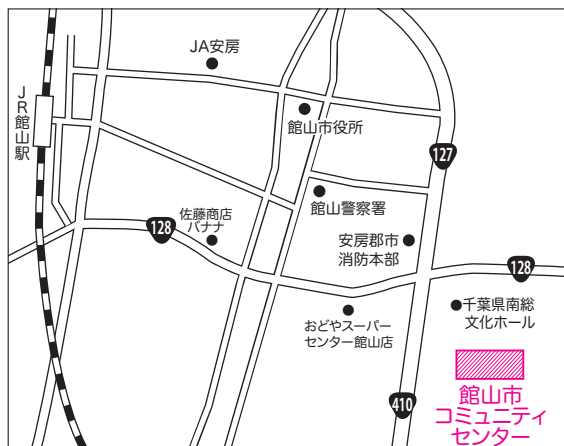 JA安房
JR館山駅
館山市役所
127
館山警察署
佐藤商店
バナナ
128
安房郡市
消防本部
128
おどやスーパー
センター館山店
千葉県南総
文化ホール
410
館山市
コミュニティ
センター